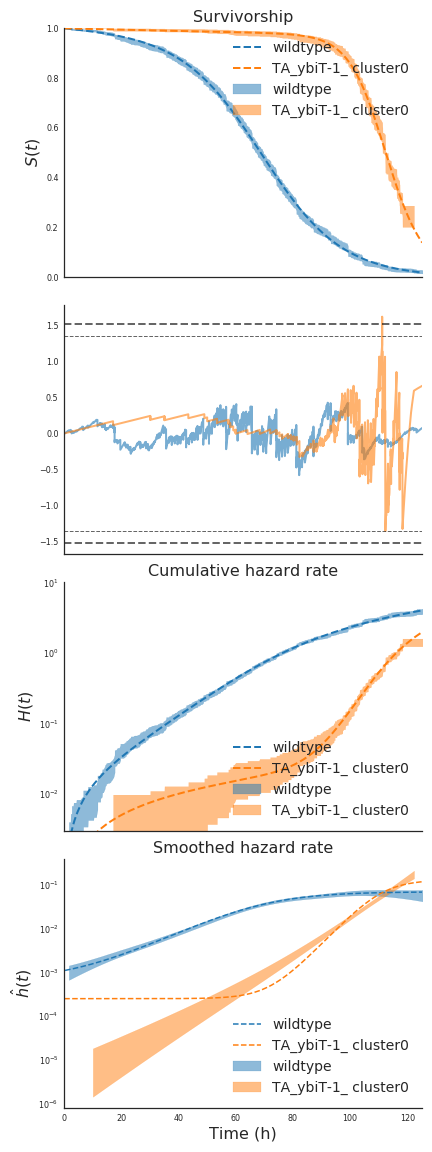 Survivorship
1.0
0.8
0.6
0.4
0.2
0.0
S(t)
wildtype
TA_ybiT-1_ cluster0
wildtype
TA_ybiT-1_ cluster0
1.5
1.0
0.5
0.0
−0.5
−1.0
−1.5
Cumulative hazard rate
10¹
10⁰
10⁻¹
10⁻²
H(t)
wildtype
TA_ybiT-1_ cluster0
wildtype
TA_ybiT-1_ cluster0
Smoothed hazard rate
10⁻¹
10⁻²
10⁻³
10⁻⁴
10⁻⁵
10⁻⁶
ĥ(t)
wildtype
TA_ybiT-1_ cluster0
wildtype
TA_ybiT-1_ cluster0
0 20 40 60 80 100 120
Time (h)